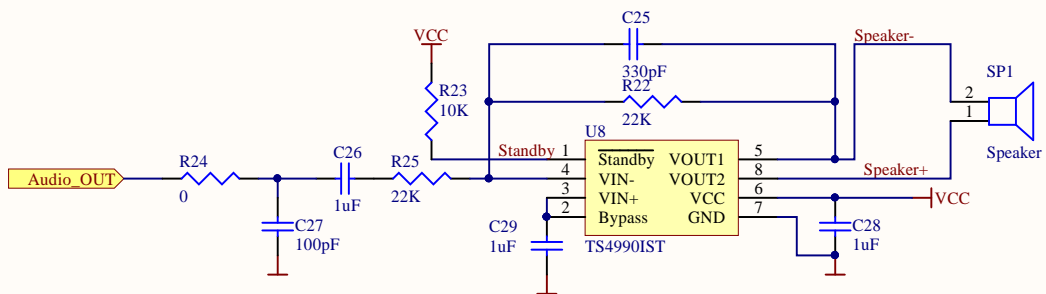 C25
330pF
VCC
R23
10K
R22
22K
Speaker-
SP1
2
1
Speaker
U8
Standby
1
Standby
VOUT1
5
4
VIN-
VOUT2
8
Speaker+
3
VIN+
VCC
6
VCC
2
Bypass
GND
7
TS4990IST
Audio_OUT
R24
0
C26
1uF
R25
22K
C27
100pF
C29
1uF
C28
1uF